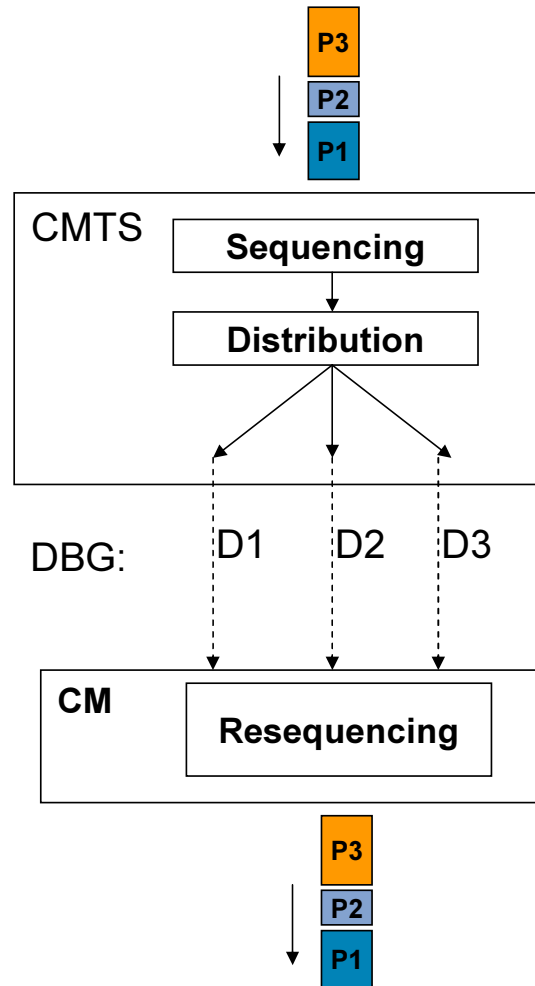 P3
P2
P1
CMTS
Sequencing
Distribution
DBG:
D1
D2
D3
CM
Resequencing
P3
P2
P1